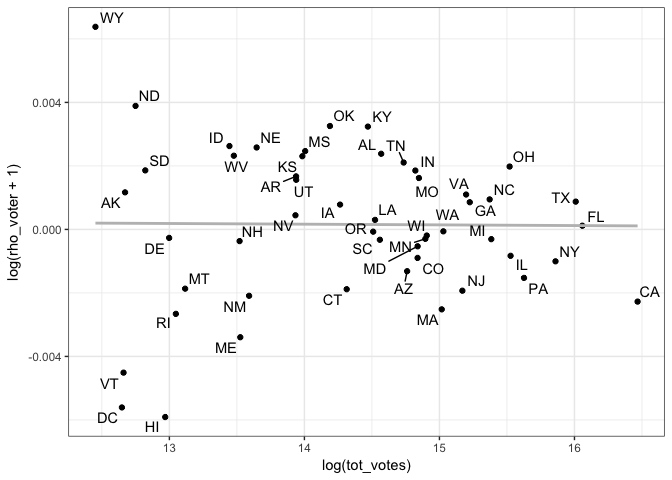 WY
ND
0.004
OK
KY
ID
NE
MS
AL
TN
IN
OH
SD
WV
KS
MO
AK
AR
UT
VA
NC
TX
IA
LA
GA
FL
0.000
NV
OR
WI
WA
MI
DE
NH
SC
MN
MD
CO
IL
NY
AZ
PA
MT
NM
CT
NJ
CA
RI
MA
ME
-0.004
VT
DC
HI
13
14
15
16
log(tot_votes)
log(rho_voter + 1)